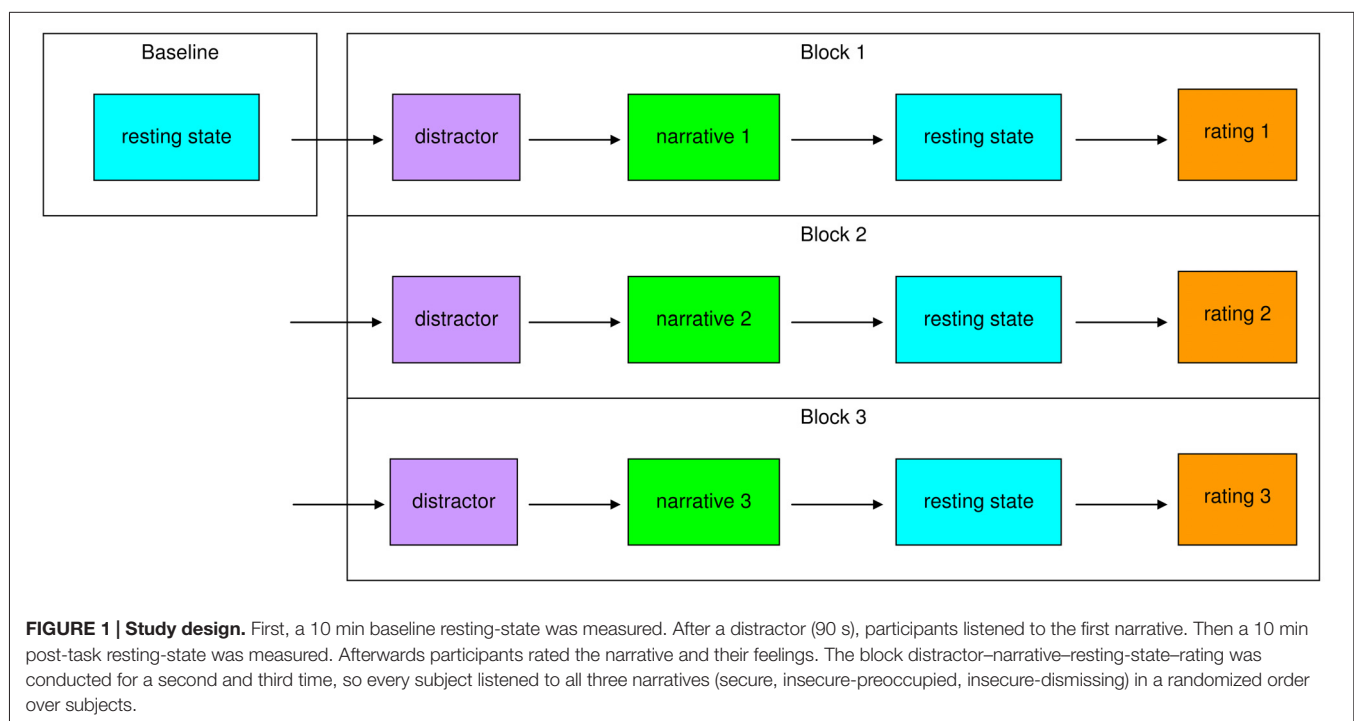 Baseline
resting state
Block 1
distractor
narrative 1
resting state
rating 1
Block 2
distractor
narrative 2
resting state
rating 2
Block 3
distractor
narrative 3
resting state
rating 3
FIGURE 1 | Study design. First, a 10 min baseline resting-state was measured. After a distractor (90 s), participants listened to the first narrative. Then a 10 min
post-task resting-state was measured. Afterwards participants rated the narrative and their feelings. The block distractor–narrative–resting-state–rating was
conducted for a second and third time, so every subject listened to all three narratives (secure, insecure-preoccupied, insecure-dismissing) in a randomized order
over subjects.